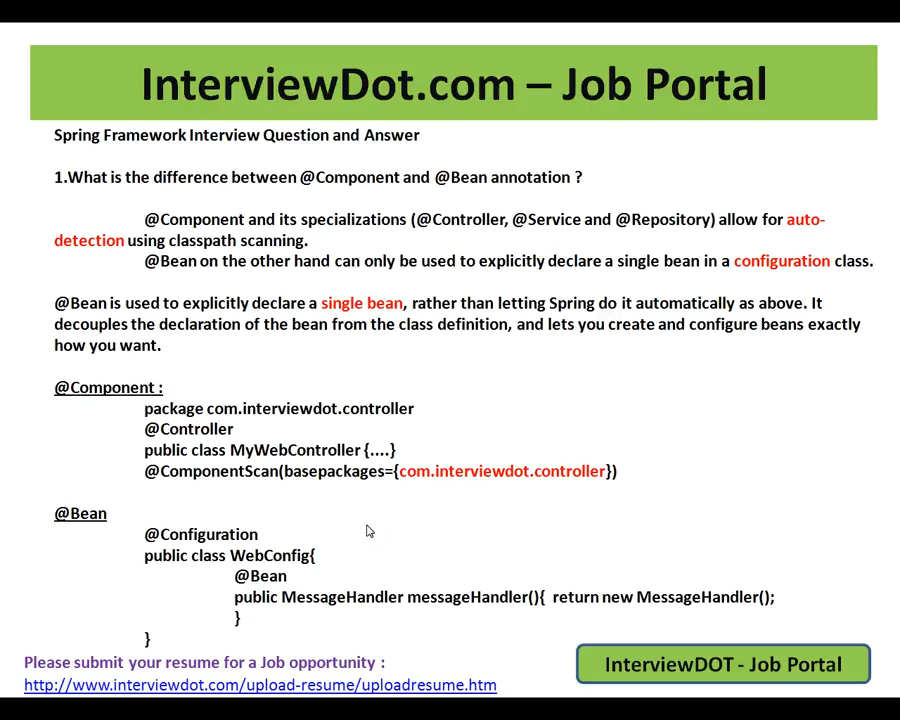 InterviewDot.com – Job Portal
Spring Framework Interview Question and Answer
1.What is the difference between @Component and @Bean annotation ?
@Component and its specializations (@Controller, @Service and @Repository) allow for auto-
detection using classpath scanning.
@Bean on the other hand can only be used to explicitly declare a single bean in a configuration class.
@Bean is used to explicitly declare a single bean, rather than letting Spring do it automatically as above. It
decouples the declaration of the bean from the class definition, and lets you create and configure beans exactly
how you want.
@Component :
package com.interviewdot.controller
@Controller
public class MyWebController {....}
@ComponentScan(basepackages={com.interviewdot.controller})
@Bean
@Configuration
public class WebConfig{
@Bean
public MessageHandler messageHandler(){ return new MessageHandler();
}
}
Please submit your resume for a Job opportunity :
http://www.interviewdot.com/upload-resume/uploadresume.htm
InterviewDOT - Job Portal